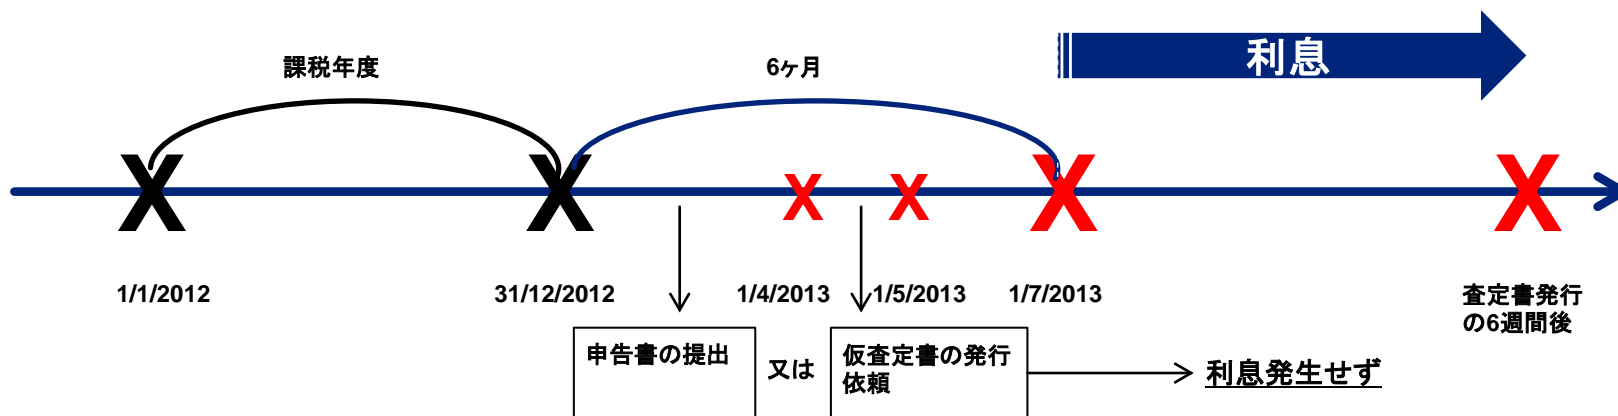 利息
課税年度
6ヶ月
1/1/2012
31/12/2012
1/4/2013
1/5/2013
1/7/2013
査定書発行
の6週間後
申告書の提出
又は
仮査定書の発行
依頼
利息発生せず